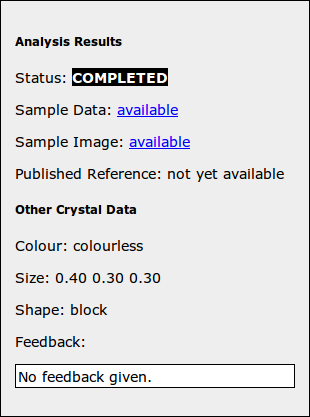 Analysis Results
Status: COMPLETED
Sample Data: available
Sample Image: available
Published Reference: not yet available
Other Crystal Data
Colour: colourless
Size: 0.40 0.30 0.30
Shape: block
Feedback:
No feedback given.